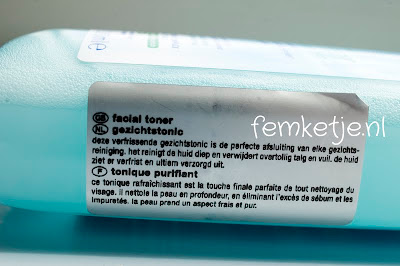 GB facial toner
NL gezichtstonic
deze verfrissende gezichtstonic is de perfecte afsluiting van elke gezichts-
reiniging. het reinigt de huid diep en verwijdert overtollig talg en vuil. de huid
ziet er verfrist en uitiem verzorgd uit.
F tonique purifiant
ce tonique rafraîchissant est la touche finale parfaite de tout nettoyage du
visage. il nettoie la peau en profondeur, en éliminant l'excès de sébum et les
impuretés. la peau prend un aspect frais et pur.
femketje.nl